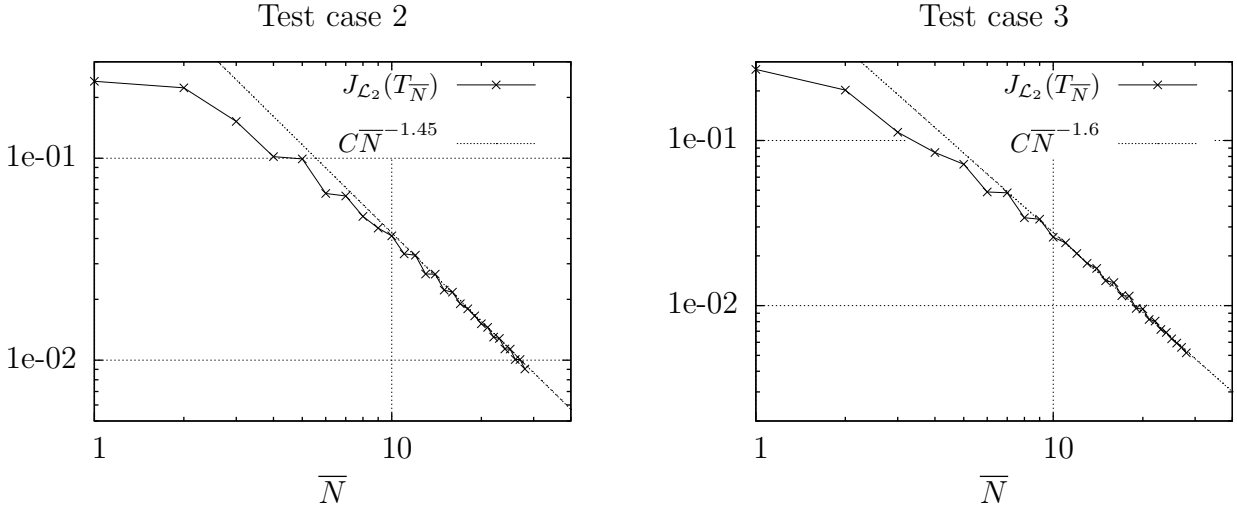 Test case 2
J_{\mathcal{L}_2}(T_{\overline{N}})
C\overline{N}^{-1.45}
1e-01
1e-02
1 10
\overline{N}
Test case 3
J_{\mathcal{L}_2}(T_{\overline{N}})
C\overline{N}^{-1.6}
1e-01
1e-02
1 10
\overline{N}